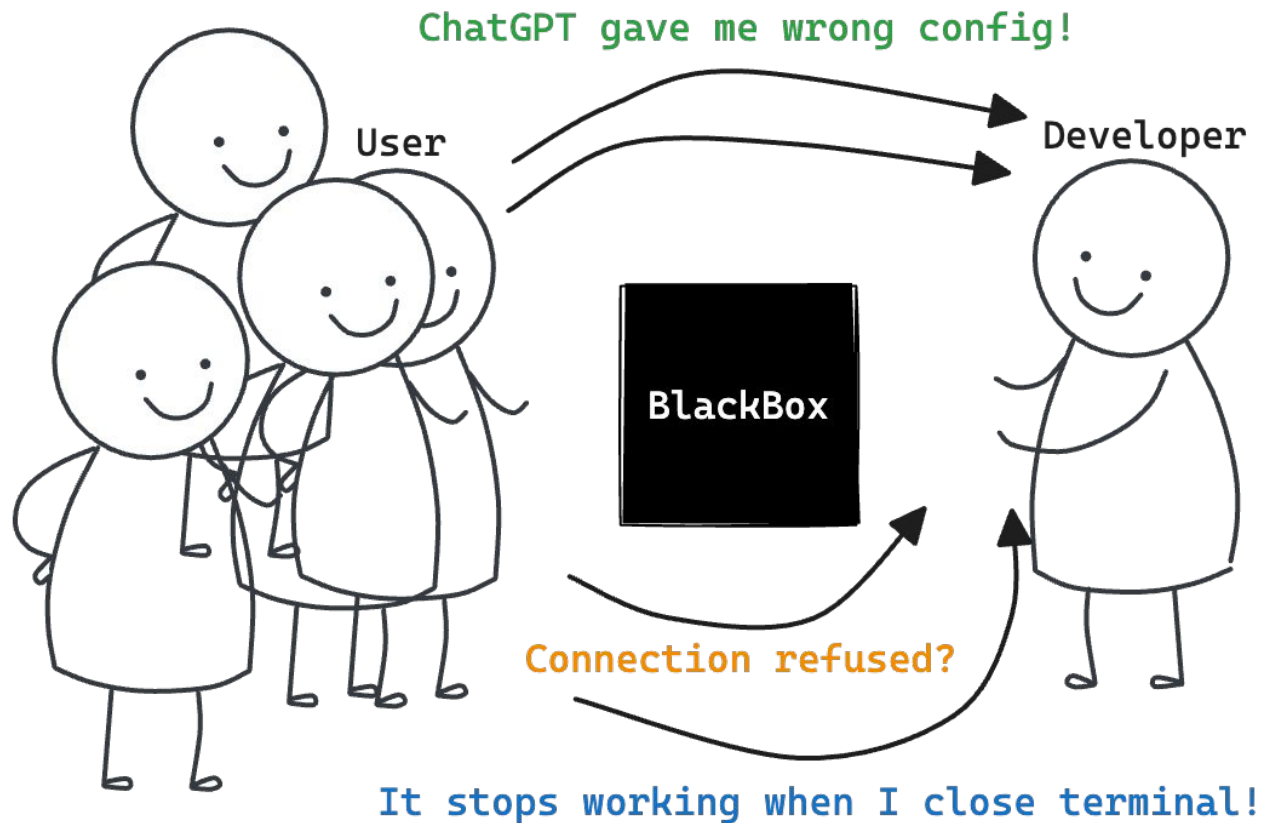 ChatGPT gave me wrong config!
User
Developer
BlackBox
Connection refused?
It stops working when I close terminal!